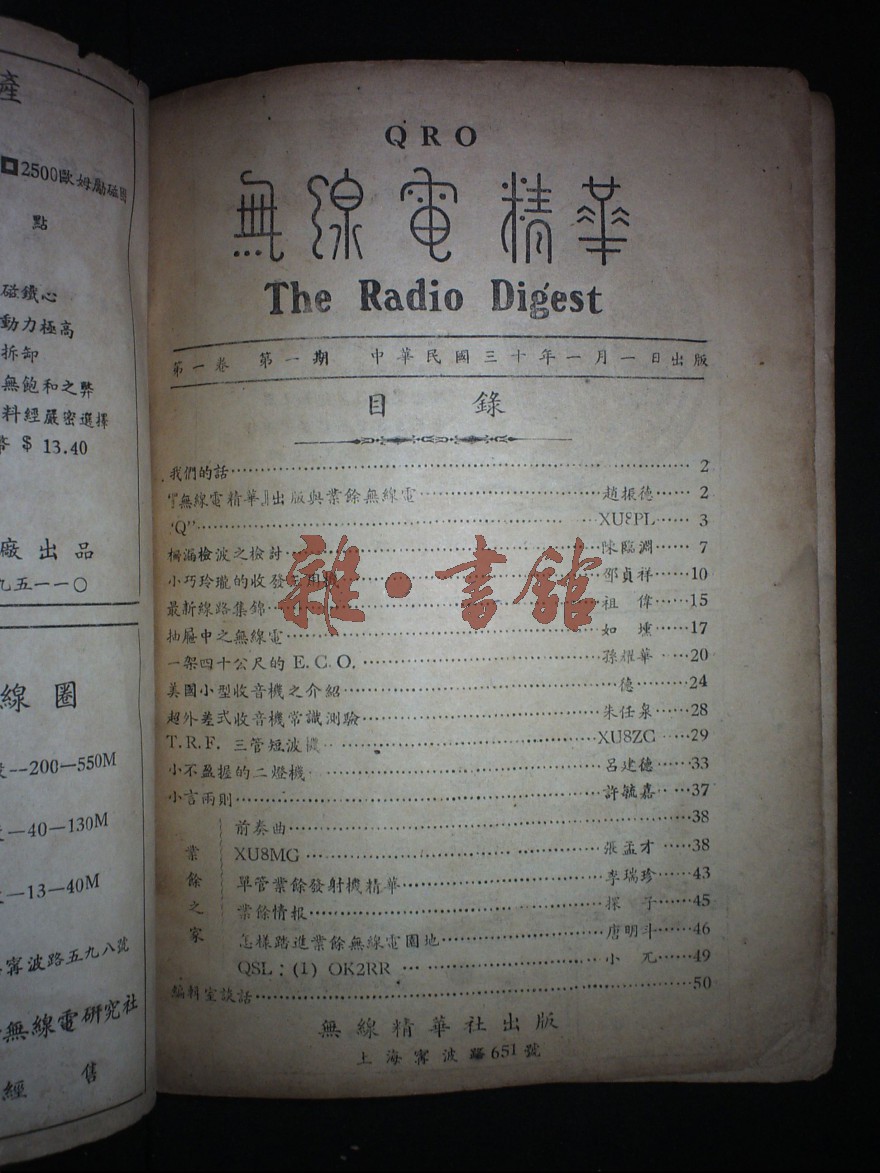 產
2500歐姆勵磁圈
點
磁鐵心
動力極高
拆卸
無飽和之弊
料經嚴密選擇
幣 $ 13.40
廠出品
九五一一〇
線圈
200—550M
40—130M
13—40M
寗波路五九八號
無線電研究社
經售
QRO
無線電精華
The Radio Digest
第一卷 第一期 中華民國三十年一月一日出版
目錄
我們的話 2
『無線電精華』出版與業餘無線電 趙振德 2
"Q" XU8PL 3
柵漏檢波之檢討 陳臨淵 7
小巧玲瓏的收發兩用機 邵貞祥 10
最新線路集錦 祖偉 15
抽屜中之無線電 如壎 17
一架四十公尺的 E.C.O. 孫耀華 20
美國小型收音機之介紹 德 24
超外差式收音機常識測驗 朱任泉 28
T.R.F. 三管短波機 XU8ZC 29
小不盈握的二燈機 呂建德 33
小言兩則 許毓嘉 37
業餘之家
前奏曲 38
XU8MG 張孟才 38
單管業餘發射機精華 李瑞珍 43
業餘情报 探子 45
怎樣踏進業餘無線電園地 唐明斗 46
QSL：(1) OK2RR 小兀 49
編輯室談話 50
無線精華社出版
上海寗波路651號
雜·書館